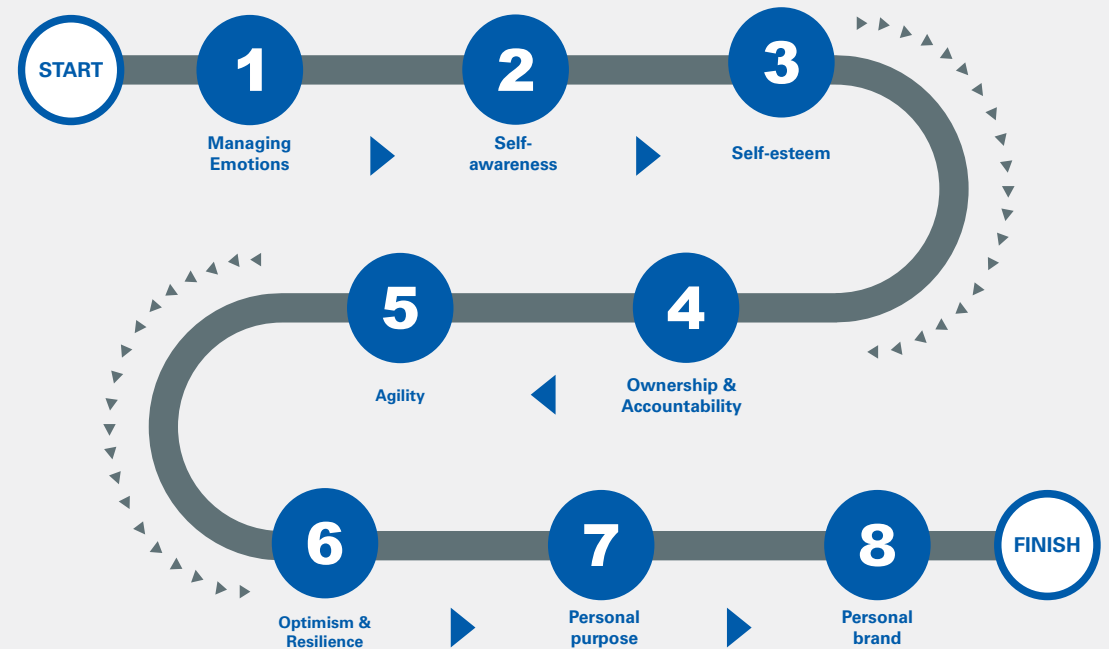 START
1
2
3
Managing
Emotions
Self-
awareness
Self-esteem
5
4
Agility
Ownership &
Accountability
6
7
8
FINISH
Optimism &
Resilience
Personal
purpose
Personal
brand